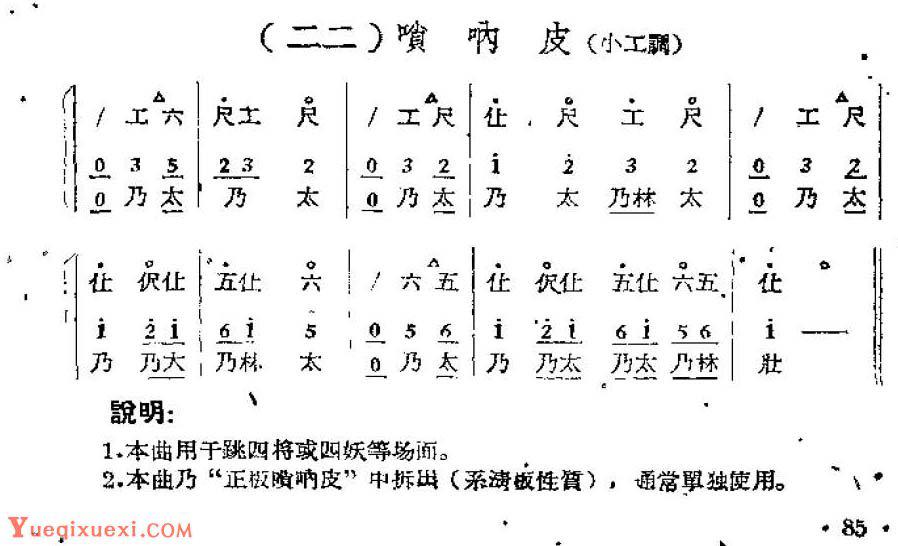 （二二）嗩吶皮（小工調）
/ 工 六 | 尺工 尺 | / 工 尺 | 仩 . 尺 工 尺 | / 工 尺
0 3 5 | 2 3 2 | 0 3 2 | i 2 3 2 | 0 3 2
0 乃 太 | 乃 太 | 0 乃 太 | 乃 太 乃林 太 | 0 乃 太
仩 伬仩 | 五仩 六 | / 六 五 | 仩 伬仩 五仩 六五 | 仩
i 2 i | 6 i 5 | 0 5 6 | i 2 i 6 i 5 6 | i —
乃 乃太 | 乃林 太 | 0 乃 太 | 乃 乃太 乃太 乃林 | 壯
說明：
1.本曲用于跳四将或四妖等场面。
2.本曲乃“正板嗩吶皮”中拆出（系淸板性質），通常單独使用。
Yueqixuexi.com
· 85 ·